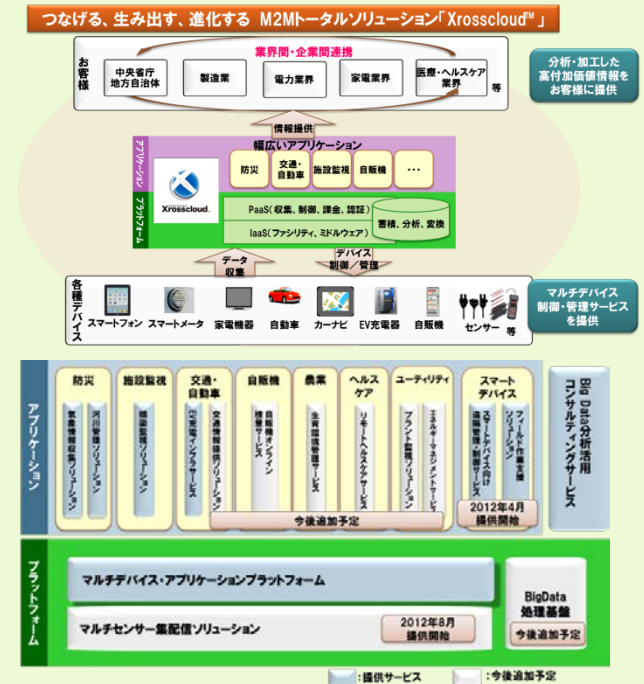 つなげる、生み出す、進化する M2Mトータルソリューション「Xrosscloud™」
お客様
業界間・企業間連携
中央省庁
地方自治体
製造業
電力業界
家電業界
医療・ヘルスケア
業界
等
分析・加工した
高付加価値情報を
お客様に提供
情報提供
アプリケーション
幅広いアプリケーション
防災
交通・
自動車
施設監視
自販機
…
Xrosscloud.
プラットフォーム
PaaS(収集、制御、課金、認証)
IaaS(ファシリティ、ミドルウェア)
蓄積、分析、変換
データ
収集
デバイス
制御/管理
各種デバイス
スマートフォン
スマートメータ
家電機器
自動車
カーナビ
EV充電器
自販機
センサー 等
マルチデバイス
制御・管理サービス
を提供
アプリケーション
防災
気象情報収集ソリューション
河川管理ソリューション
施設監視
橋梁監視ソリューション
交通・
自動車
EV充電インフラサービス
交通情報提供ソリューション
自販機
自販機オンライン
検量サービス
農業
生育環境管理サービス
ヘルス
ケア
リモートヘルスケアサービス
ユーティリティ
プラント監視ソリューション
エネルギーマネジメントサービス
スマート
デバイス
スマートデバイス向け
遠隔管理・制御サービス
フィールド作業支援
ソリューション
今後追加予定
2012年4月
提供開始
Big Data分析活用
コンサルティングサービス
プラットフォーム
マルチデバイス・アプリケーションプラットフォーム
マルチセンサー集配信ソリューション
2012年8月
提供開始
BigData
処理基盤
今後追加予定
:提供サービス
:今後追加予定